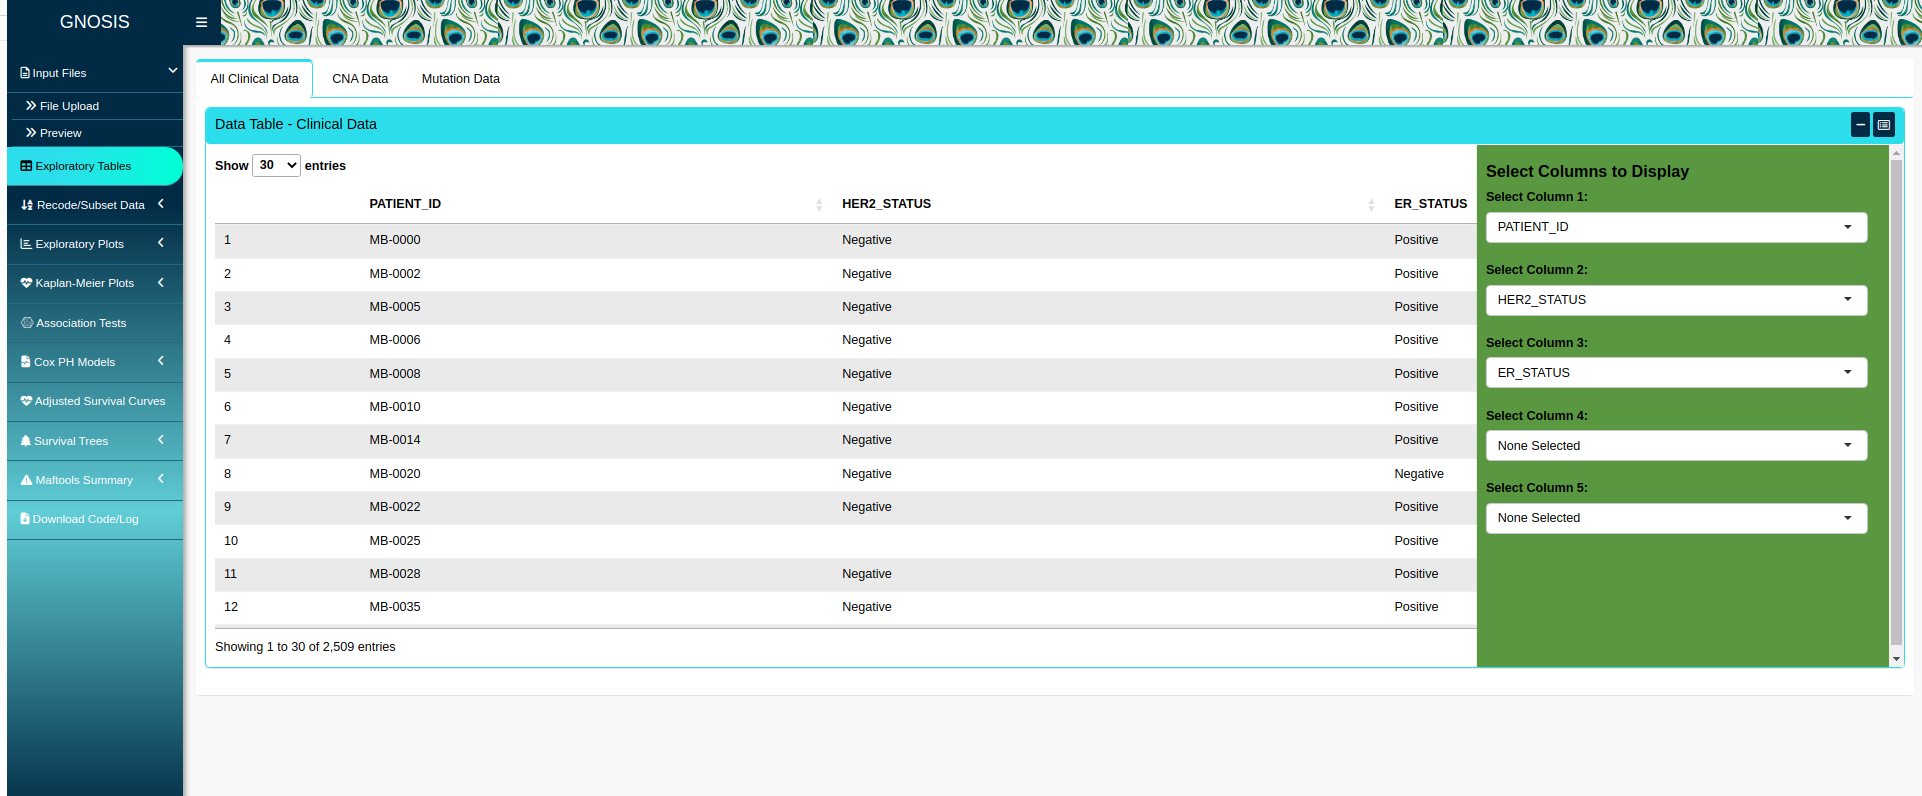 GNOSIS
Input Files
File Upload
Preview
Exploratory Tables
Recode/Subset Data
Exploratory Plots
Kaplan-Meier Plots
Association Tests
Cox PH Models
Adjusted Survival Curves
Survival Trees
Maftools Summary
Download Code/Log
All Clinical Data CNA Data Mutation Data
Data Table - Clinical Data
Show 30 entries
PATIENT_ID HER2_STATUS ER_STATUS
1 MB-0000 Negative Positive
2 MB-0002 Negative Positive
3 MB-0005 Negative Positive
4 MB-0006 Negative Positive
5 MB-0008 Negative Positive
6 MB-0010 Negative Positive
7 MB-0014 Negative Positive
8 MB-0020 Negative Negative
9 MB-0022 Negative Positive
10 MB-0025 Positive
11 MB-0028 Negative Positive
12 MB-0035 Negative Positive
Showing 1 to 30 of 2,509 entries
Select Columns to Display
Select Column 1:
PATIENT_ID
Select Column 2:
HER2_STATUS
Select Column 3:
ER_STATUS
Select Column 4:
None Selected
Select Column 5:
None Selected